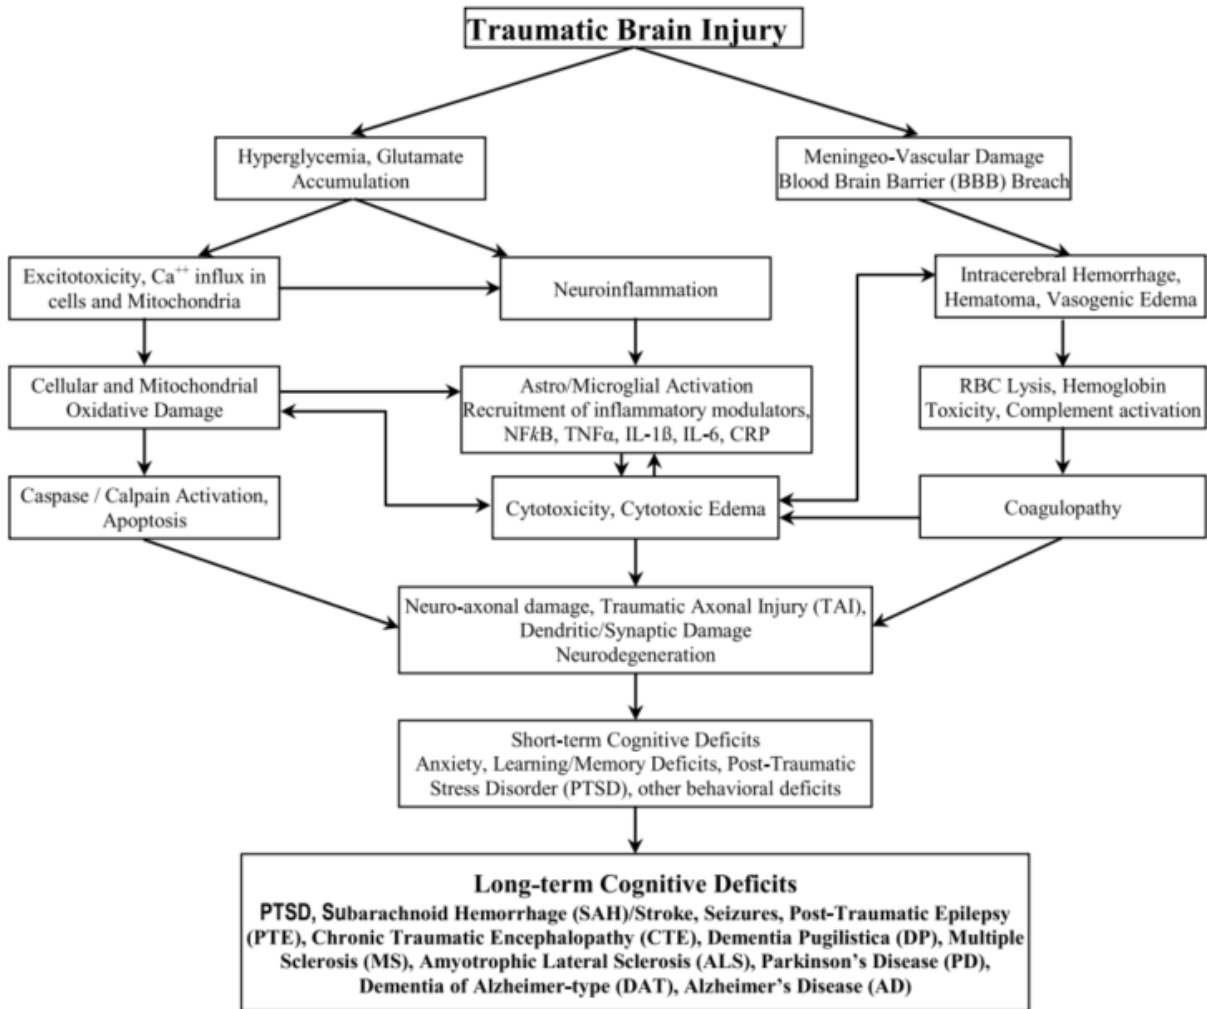 Traumatic Brain Injury
Hyperglycemia, Glutamate
Accumulation
Meningeo-Vascular Damage
Blood Brain Barrier (BBB) Breach
Excitotoxicity, Ca⁺⁺ influx in
cells and Mitochondria
Neuroinflammation
Intracerebral Hemorrhage,
Hematoma, Vasogenic Edema
Cellular and Mitochondrial
Oxidative Damage
Astro/Microglial Activation
Recruitment of inflammatory modulators,
NFkB, TNFα, IL-1ß, IL-6, CRP
RBC Lysis, Hemoglobin
Toxicity, Complement activation
Caspase / Calpain Activation,
Apoptosis
Cytotoxicity, Cytotoxic Edema
Coagulopathy
Neuro-axonal damage, Traumatic Axonal Injury (TAI),
Dendritic/Synaptic Damage
Neurodegeneration
Short-term Cognitive Deficits
Anxiety, Learning/Memory Deficits, Post-Traumatic
Stress Disorder (PTSD), other behavioral deficits
Long-term Cognitive Deficits
PTSD, Subarachnoid Hemorrhage (SAH)/Stroke, Seizures, Post-Traumatic Epilepsy
(PTE), Chronic Traumatic Encephalopathy (CTE), Dementia Pugilistica (DP), Multiple
Sclerosis (MS), Amyotrophic Lateral Sclerosis (ALS), Parkinson's Disease (PD),
Dementia of Alzheimer-type (DAT), Alzheimer's Disease (AD)